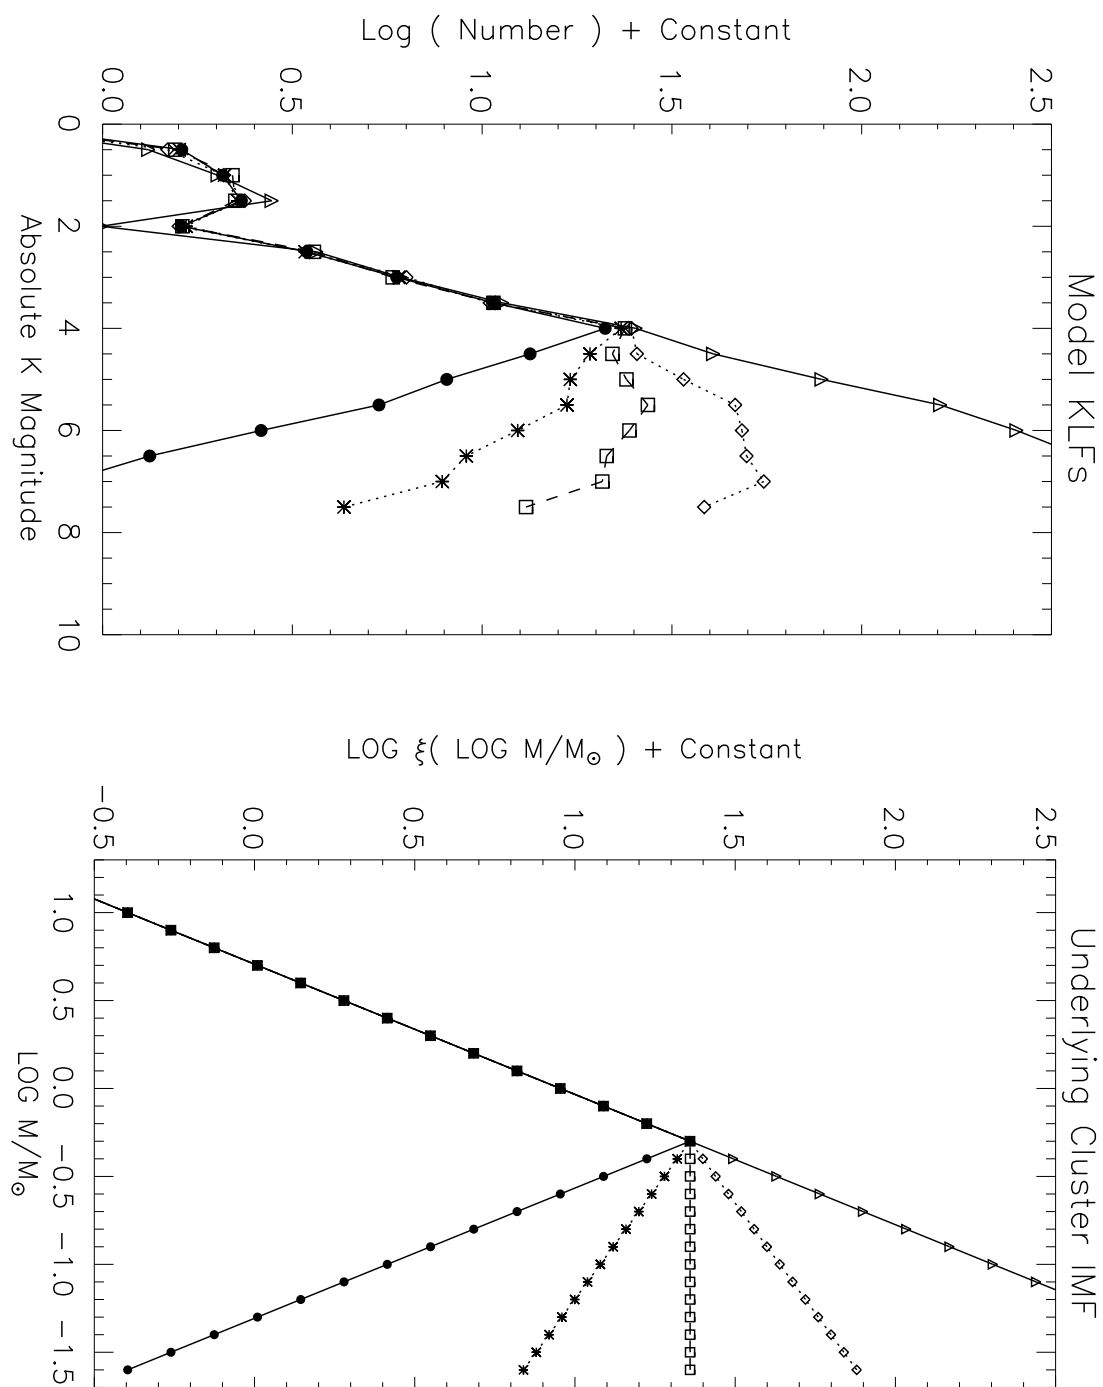 Model KLFs
Log ( Number ) + Constant
2.5
2.0
1.5
1.0
0.5
0.0
0 2 4 6 8 10
Absolute K Magnitude
Underlying Cluster IMF
LOG ξ( LOG M/M⊙ ) + Constant
2.5
2.0
1.5
1.0
0.5
0.0
−0.5
1.0 0.5 0.0 −0.5 −1.0 −1.5
LOG M/M⊙